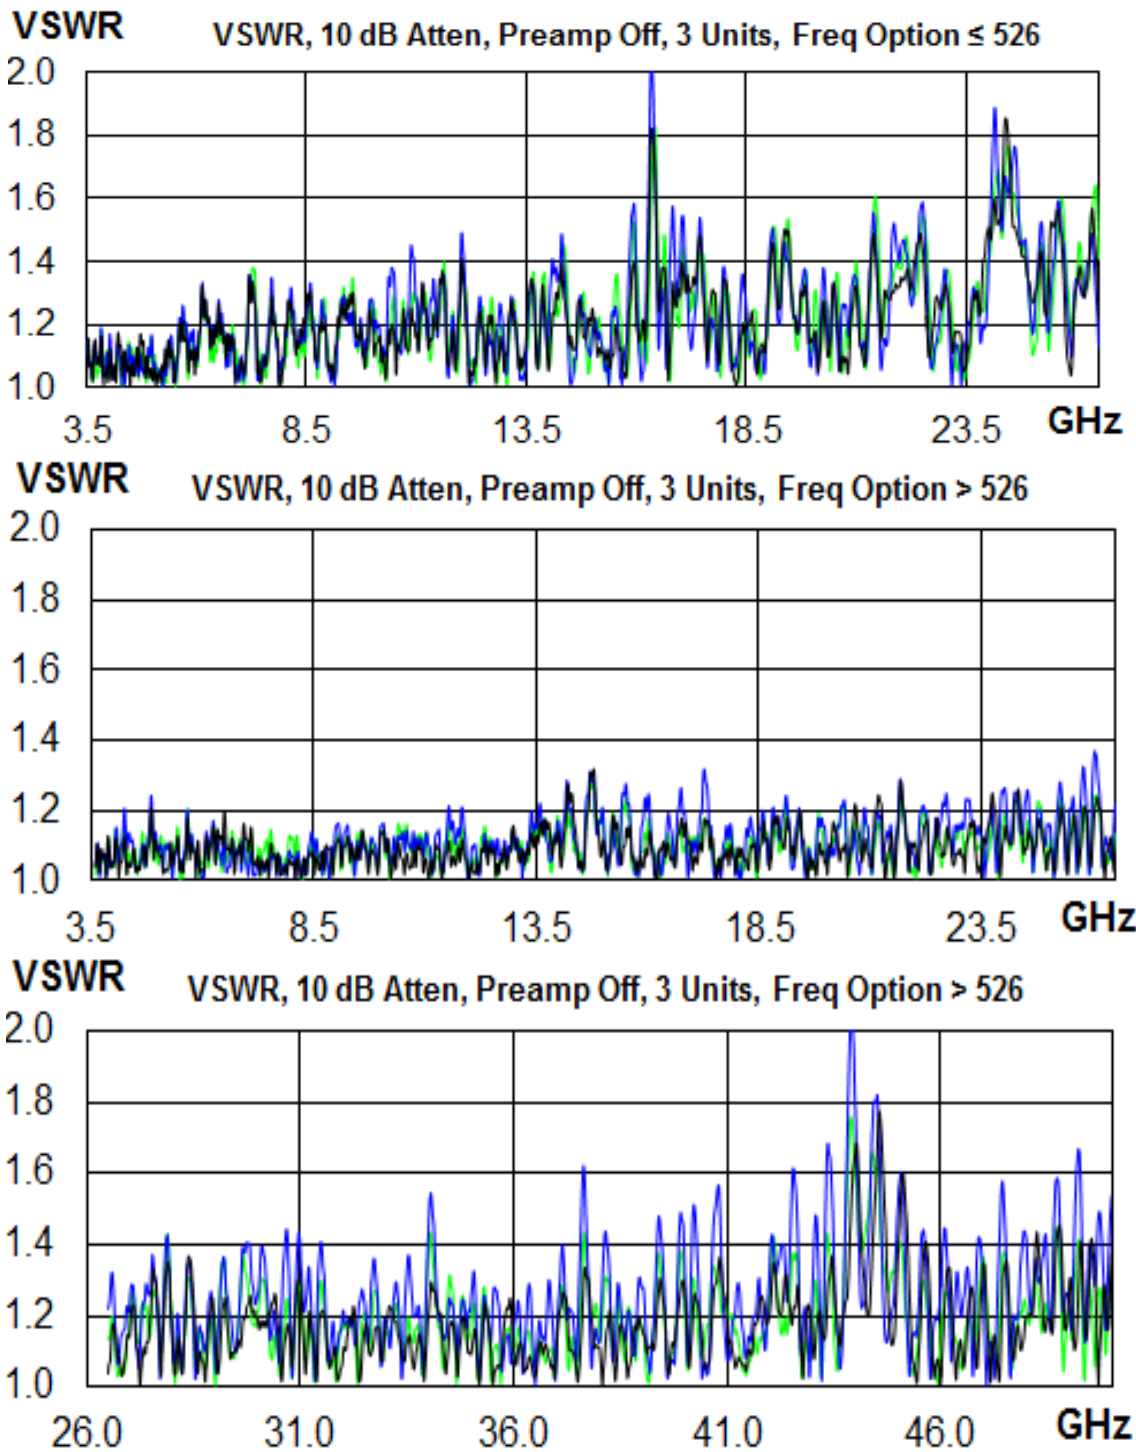 VSWR
VSWR, 10 dB Atten, Preamp Off, 3 Units, Freq Option ≤ 526
2.0
1.8
1.6
1.4
1.2
1.0
3.5 8.5 13.5 18.5 23.5 GHz
VSWR
VSWR, 10 dB Atten, Preamp Off, 3 Units, Freq Option > 526
2.0
1.8
1.6
1.4
1.2
1.0
3.5 8.5 13.5 18.5 23.5 GHz
VSWR
VSWR, 10 dB Atten, Preamp Off, 3 Units, Freq Option > 526
2.0
1.8
1.6
1.4
1.2
1.0
26.0 31.0 36.0 41.0 46.0 GHz